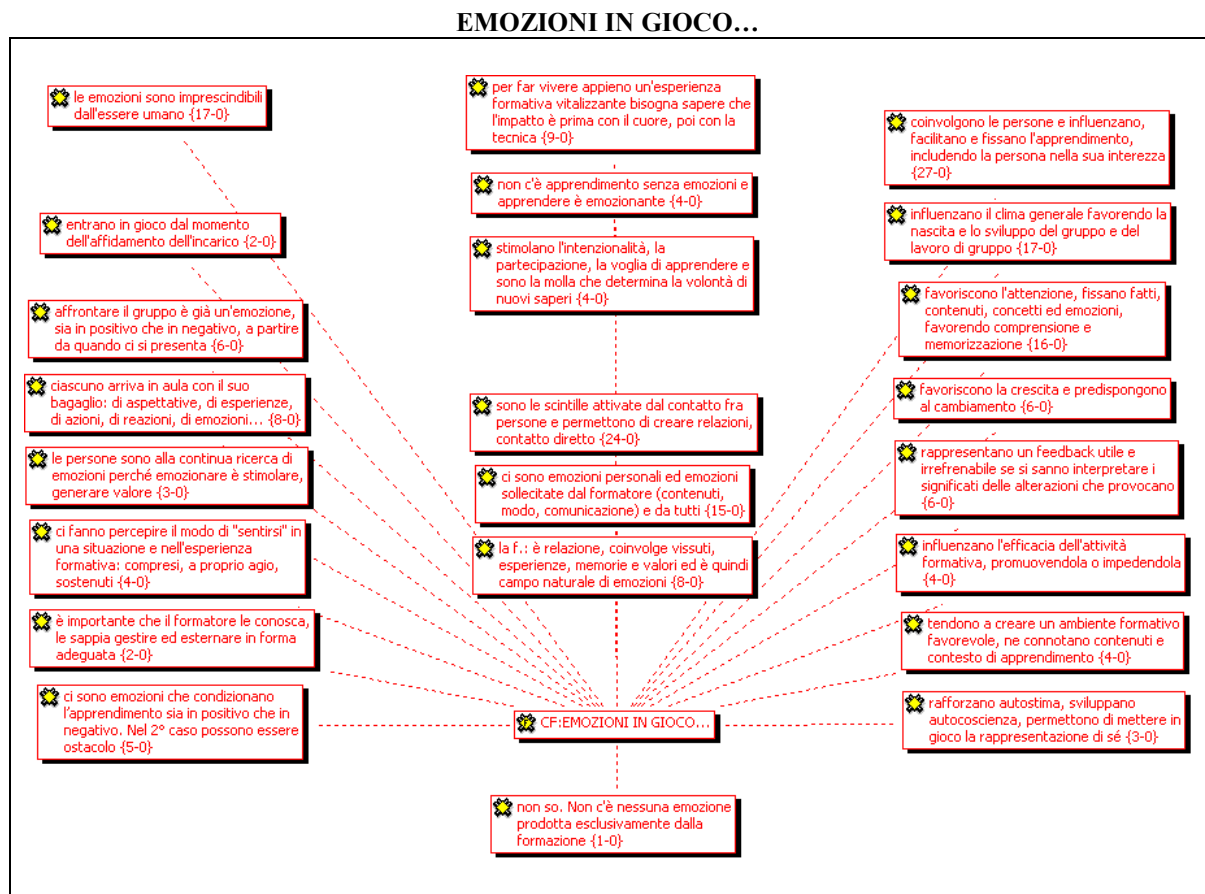 EMOZIONI IN GIOCO…
le emozioni sono imprescindibili
dall'essere umano {17-0}
entrano in gioco dal momento
dell'affidamento dell'incarico {2-0}
affrontare il gruppo è già un'emozione,
sia in positivo che in negativo, a partire
da quando ci si presenta {6-0}
ciascuno arriva in aula con il suo
bagaglio: di aspettative, di esperienze,
di azioni, di reazioni, di emozioni... {8-0}
le persone sono alla continua ricerca di
emozioni perché emozionare è stimolare,
generare valore {3-0}
ci fanno percepire il modo di "sentirsi" in
una situazione e nell'esperienza
formativa: compresi, a proprio agio,
sostenuti {4-0}
è importante che il formatore le conosca,
le sappia gestire ed esternare in forma
adeguata {2-0}
ci sono emozioni che condizionano
l'apprendimento sia in positivo che in
negativo. Nel 2° caso possono essere
ostacolo {5-0}
per far vivere appieno un'esperienza
formativa vitalizzante bisogna sapere che
l'impatto è prima con il cuore, poi con la
tecnica {9-0}
non c'è apprendimento senza emozioni e
apprendere è emozionante {4-0}
stimolano l'intenzionalità, la
partecipazione, la voglia di apprendere e
sono la molla che determina la volontà di
nuovi saperi {4-0}
sono le scintille attivate dal contatto fra
persone e permettono di creare relazioni,
contatto diretto {24-0}
ci sono emozioni personali ed emozioni
sollecitate dal formatore (contenuti,
modo, comunicazione) e da tutti {15-0}
la f.: è relazione, coinvolge vissuti,
esperienze, memorie e valori ed è quindi
campo naturale di emozioni {8-0}
CF:EMOZIONI IN GIOCO...
non so. Non c'è nessuna emozione
prodotta esclusivamente dalla
formazione {1-0}
coinvolgono le persone e influenzano,
facilitano e fissano l'apprendimento,
includendo la persona nella sua interezza
{27-0}
influenzano il clima generale favorendo la
nascita e lo sviluppo del gruppo e del
lavoro di gruppo {17-0}
favoriscono l'attenzione, fissano fatti,
contenuti, concetti ed emozioni,
favorendo comprensione e
memorizzazione {16-0}
favoriscono la crescita e predispongono
al cambiamento {6-0}
rappresentano un feedback utile e
irrefrenabile se si sanno interpretare i
significati delle alterazioni che provocano
{6-0}
influenzano l'efficacia dell'attività
formativa, promuovendola o impedendola
{4-0}
tendono a creare un ambiente formativo
favorevole, ne connotano contenuti e
contesto di apprendimento {4-0}
rafforzano autostima, sviluppano
autocoscienza, permettono di mettere in
gioco la rappresentazione di sé {3-0}